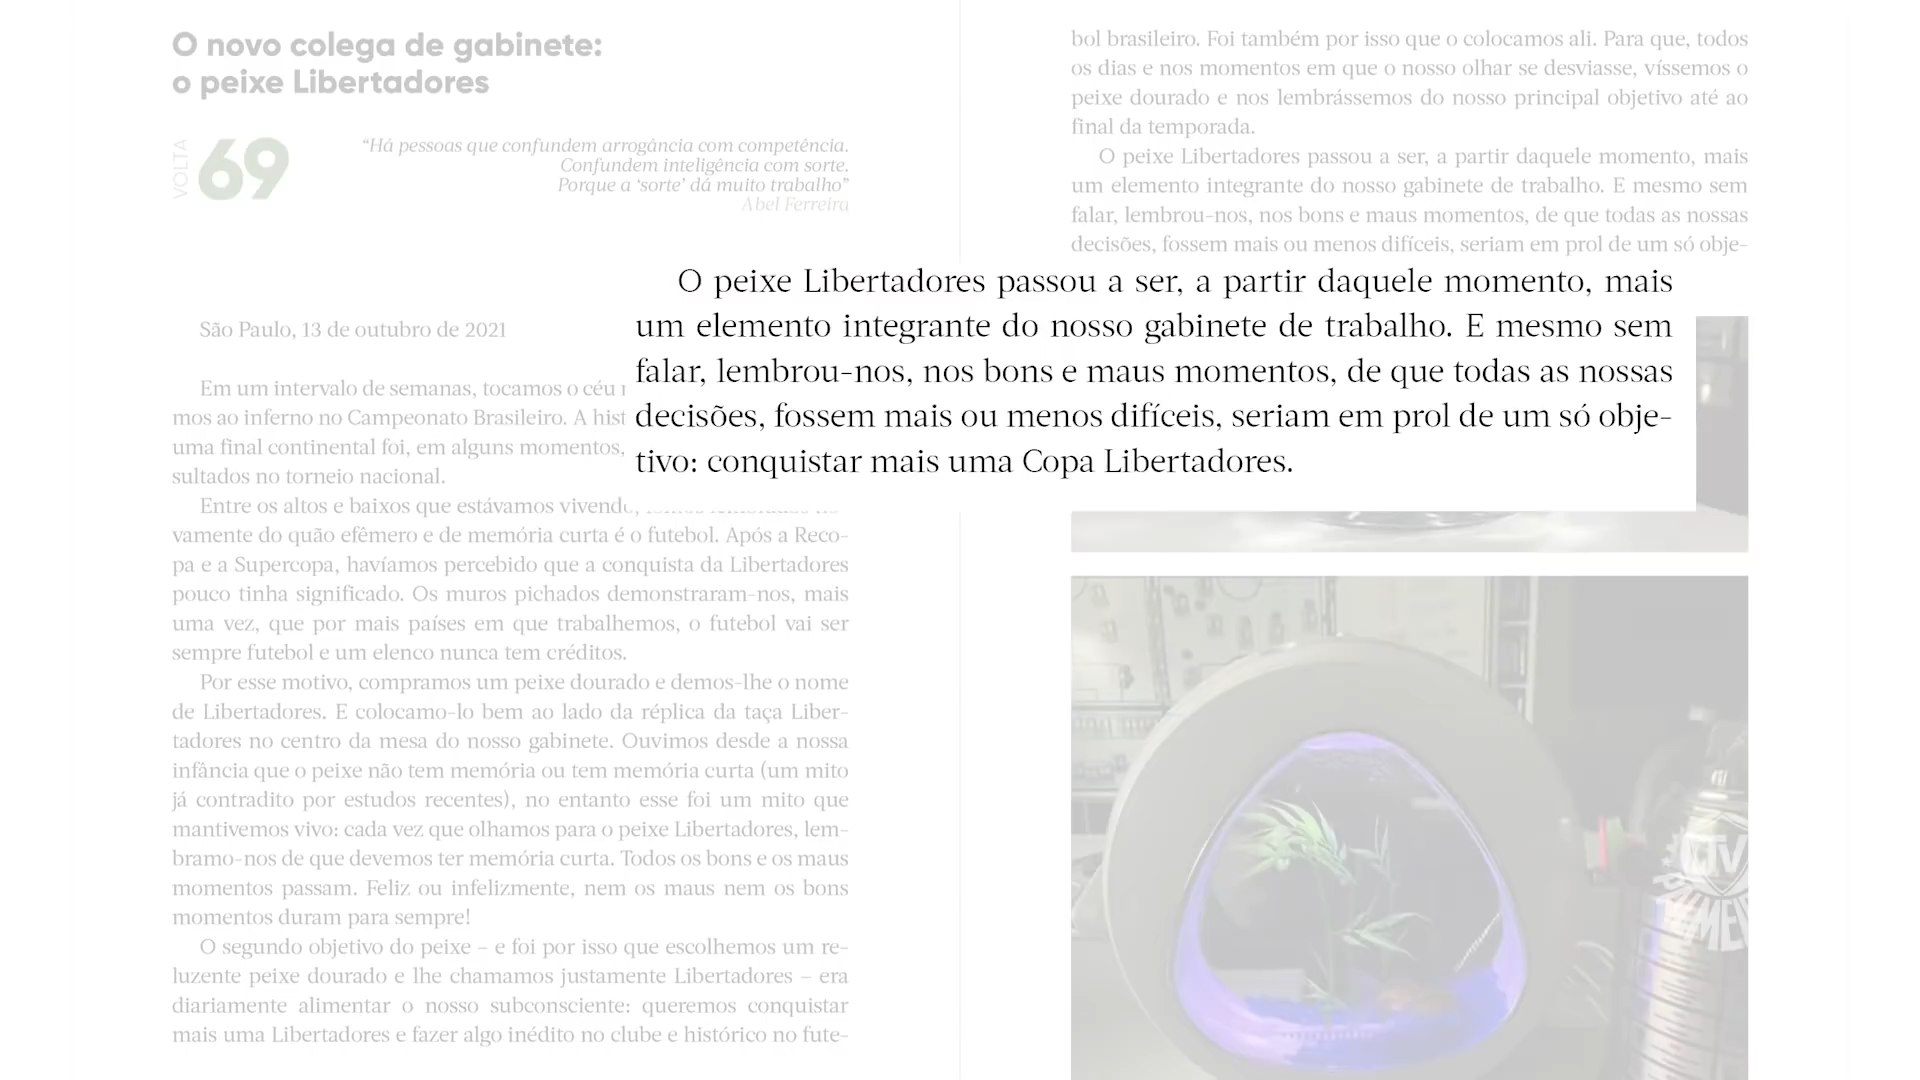 O novo colega de gabinete:
o peixe Libertadores
VOLTA
69
“Há pessoas que confundem arrogância com competência.
Confundem inteligência com sorte.
Porque a ‘sorte’ dá muito trabalho”
Abel Ferreira
São Paulo, 13 de outubro de 2021
Em um intervalo de semanas, tocamos o céu
mos ao inferno no Campeonato Brasileiro. A hist
uma final continental foi, em alguns momentos,
sultados no torneio nacional.
Entre os altos e baixos que estávamos vivendo,
vamente do quão efêmero e de memória curta é o futebol. Após a Reco-
pa e a Supercopa, havíamos percebido que a conquista da Libertadores
pouco tinha significado. Os muros pichados demonstraram-nos, mais
uma vez, que por mais países em que trabalhemos, o futebol vai ser
sempre futebol e um elenco nunca tem créditos.
Por esse motivo, compramos um peixe dourado e demos-lhe o nome
de Libertadores. E colocamo-lo bem ao lado da réplica da taça Liber-
tadores no centro da mesa do nosso gabinete. Ouvimos desde a nossa
infância que o peixe não tem memória ou tem memória curta (um mito
já contradito por estudos recentes), no entanto esse foi um mito que
mantivemos vivo: cada vez que olhamos para o peixe Libertadores, lem-
bramo-nos de que devemos ter memória curta. Todos os bons e os maus
momentos passam. Feliz ou infelizmente, nem os maus nem os bons
momentos duram para sempre!
O segundo objetivo do peixe – e foi por isso que escolhemos um re-
luzente peixe dourado e lhe chamamos justamente Libertadores – era
diariamente alimentar o nosso subconsciente: queremos conquistar
mais uma Libertadores e fazer algo inédito no clube e histórico no fute-
bol brasileiro. Foi também por isso que o colocamos ali. Para que, todos
os dias e nos momentos em que o nosso olhar se desviasse, víssemos o
peixe dourado e nos lembrássemos do nosso principal objetivo até ao
final da temporada.
O peixe Libertadores passou a ser, a partir daquele momento, mais
um elemento integrante do nosso gabinete de trabalho. E mesmo sem
falar, lembrou-nos, nos bons e maus momentos, de que todas as nossas
decisões, fossem mais ou menos difíceis, seriam em prol de um só obje-
O peixe Libertadores passou a ser, a partir daquele momento, mais
um elemento integrante do nosso gabinete de trabalho. E mesmo sem
falar, lembrou-nos, nos bons e maus momentos, de que todas as nossas
decisões, fossem mais ou menos difíceis, seriam em prol de um só obje-
tivo: conquistar mais uma Copa Libertadores.